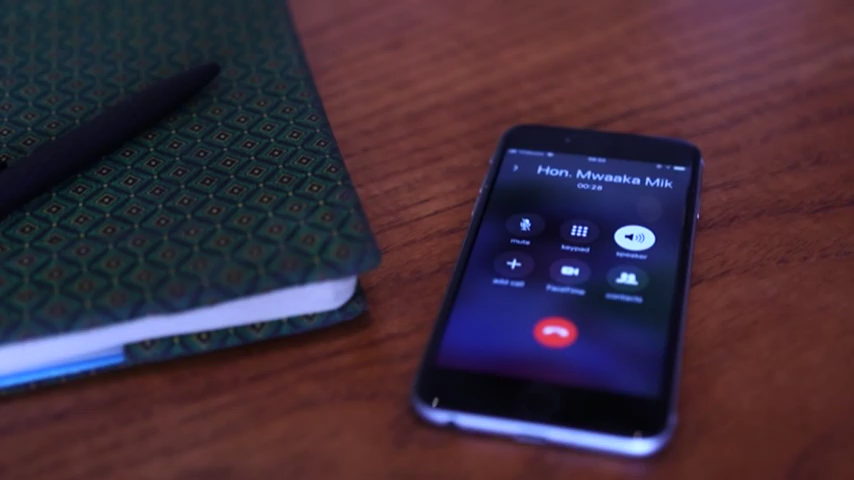 Hon. Mwaaka Mik
00:28
mute
keypad
speaker
add call
FaceTime
contacts